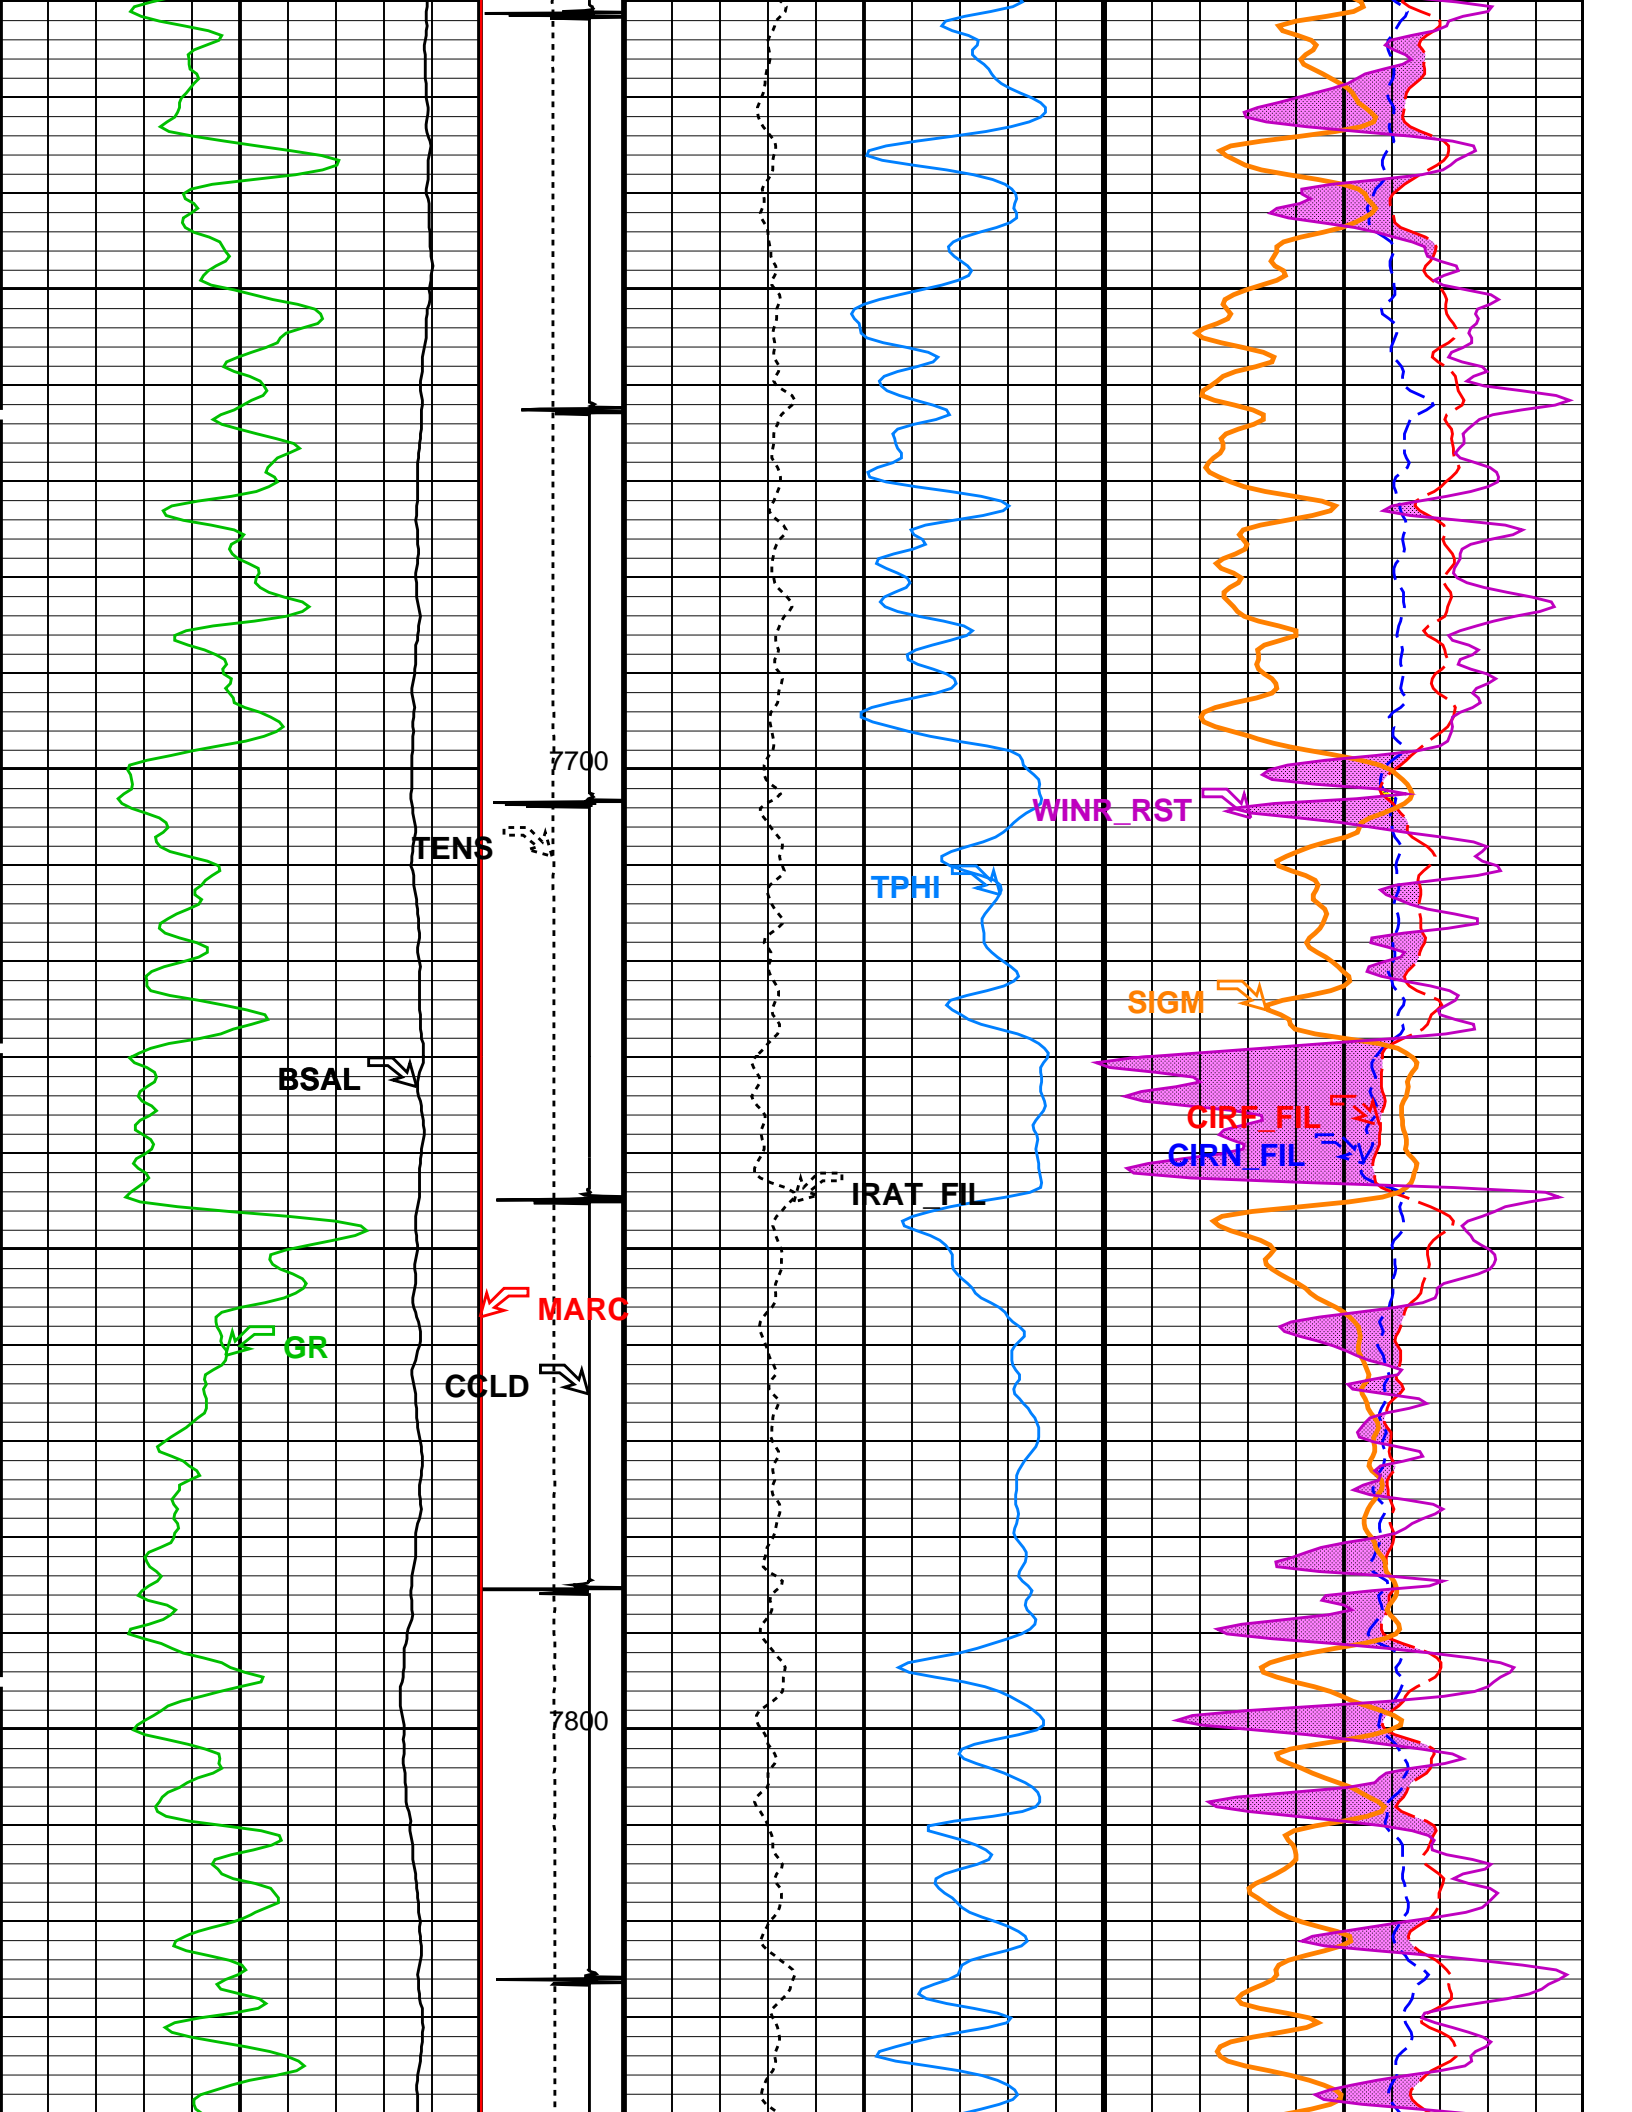 7700
WINR_RST
TENS
TPHI
SIGM
BSAL
CIRF_FIL
CIRN_FIL
IRAT_FIL
MARC
GR
CCLD
7800